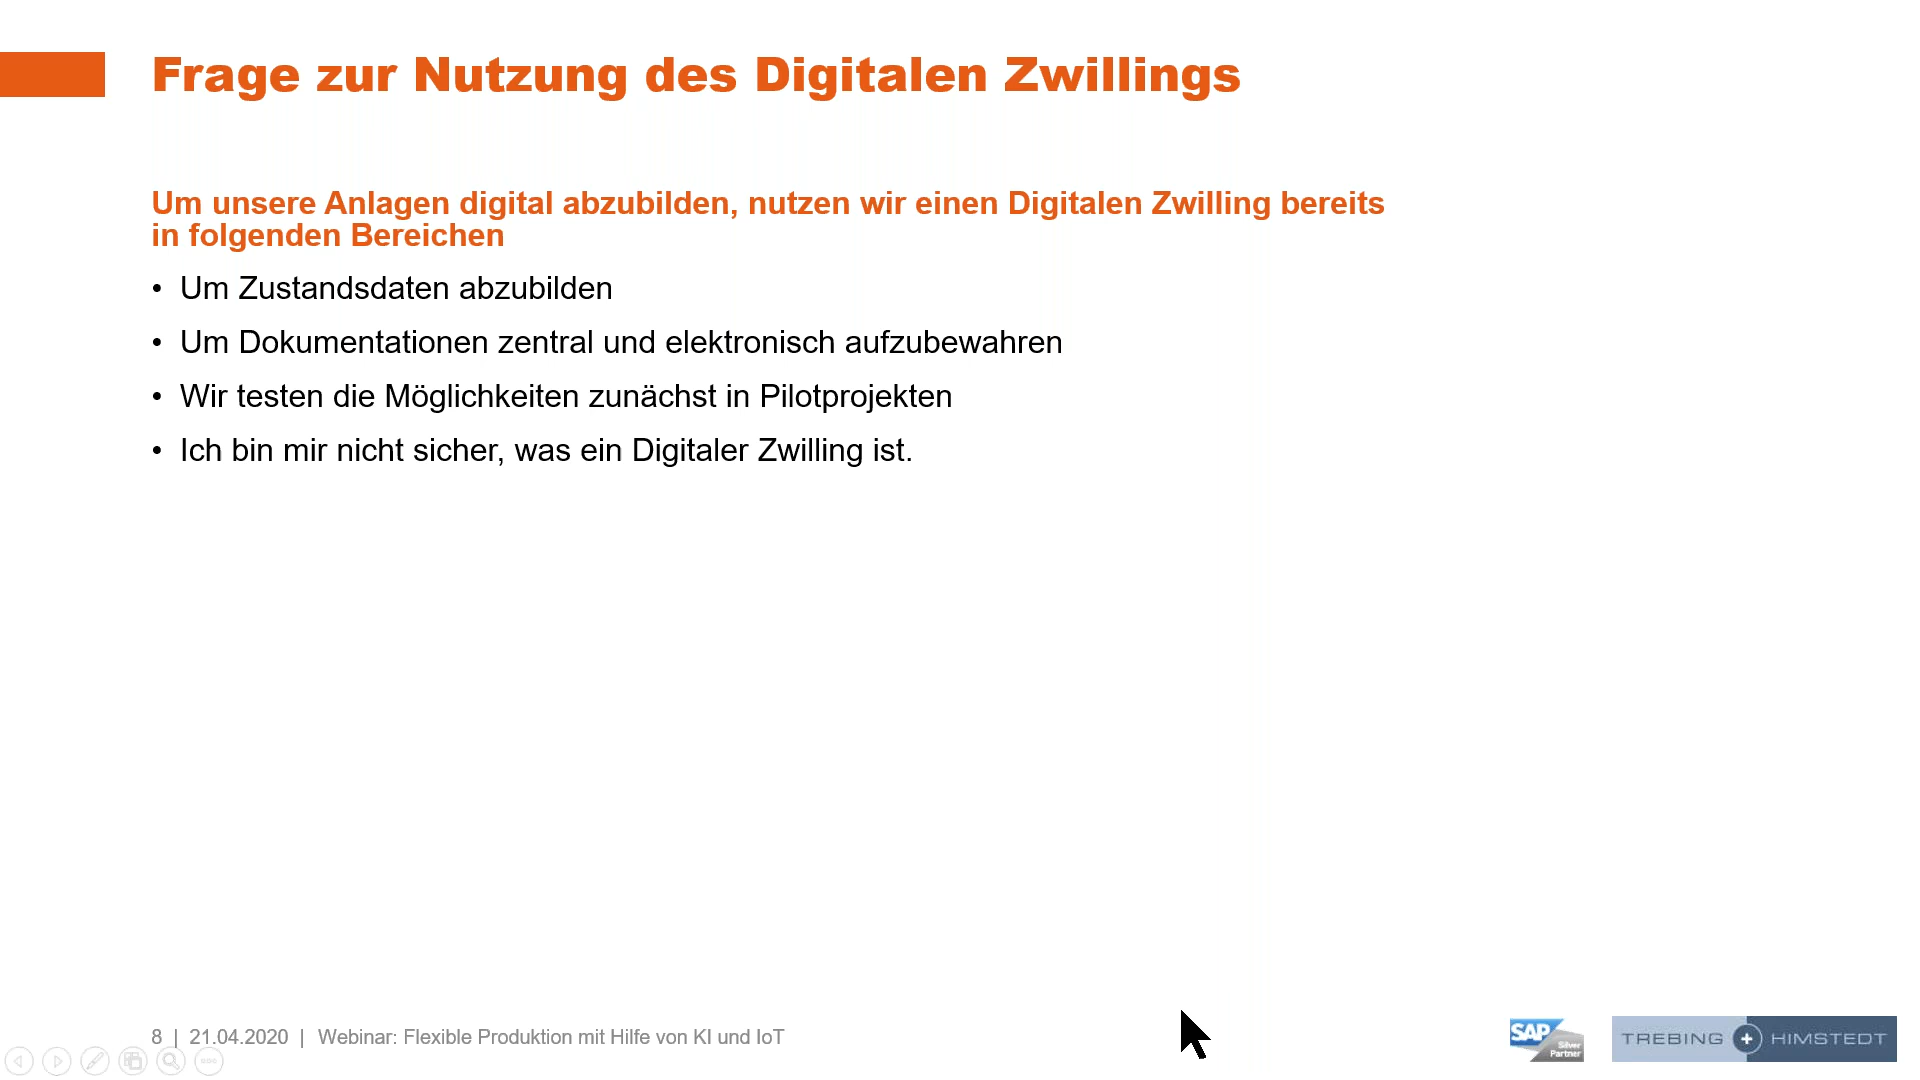 Frage zur Nutzung des Digitalen Zwillings
Um unsere Anlagen digital abzubilden, nutzen wir einen Digitalen Zwilling bereits
in folgenden Bereichen
• Um Zustandsdaten abzubilden
• Um Dokumentationen zentral und elektronisch aufzubewahren
• Wir testen die Möglichkeiten zunächst in Pilotprojekten
• Ich bin mir nicht sicher, was ein Digitaler Zwilling ist.
8 | 21.04.2020 | Webinar: Flexible Produktion mit Hilfe von KI und IoT
SAP Silver
Partner
TREBING + HIMSTEDT